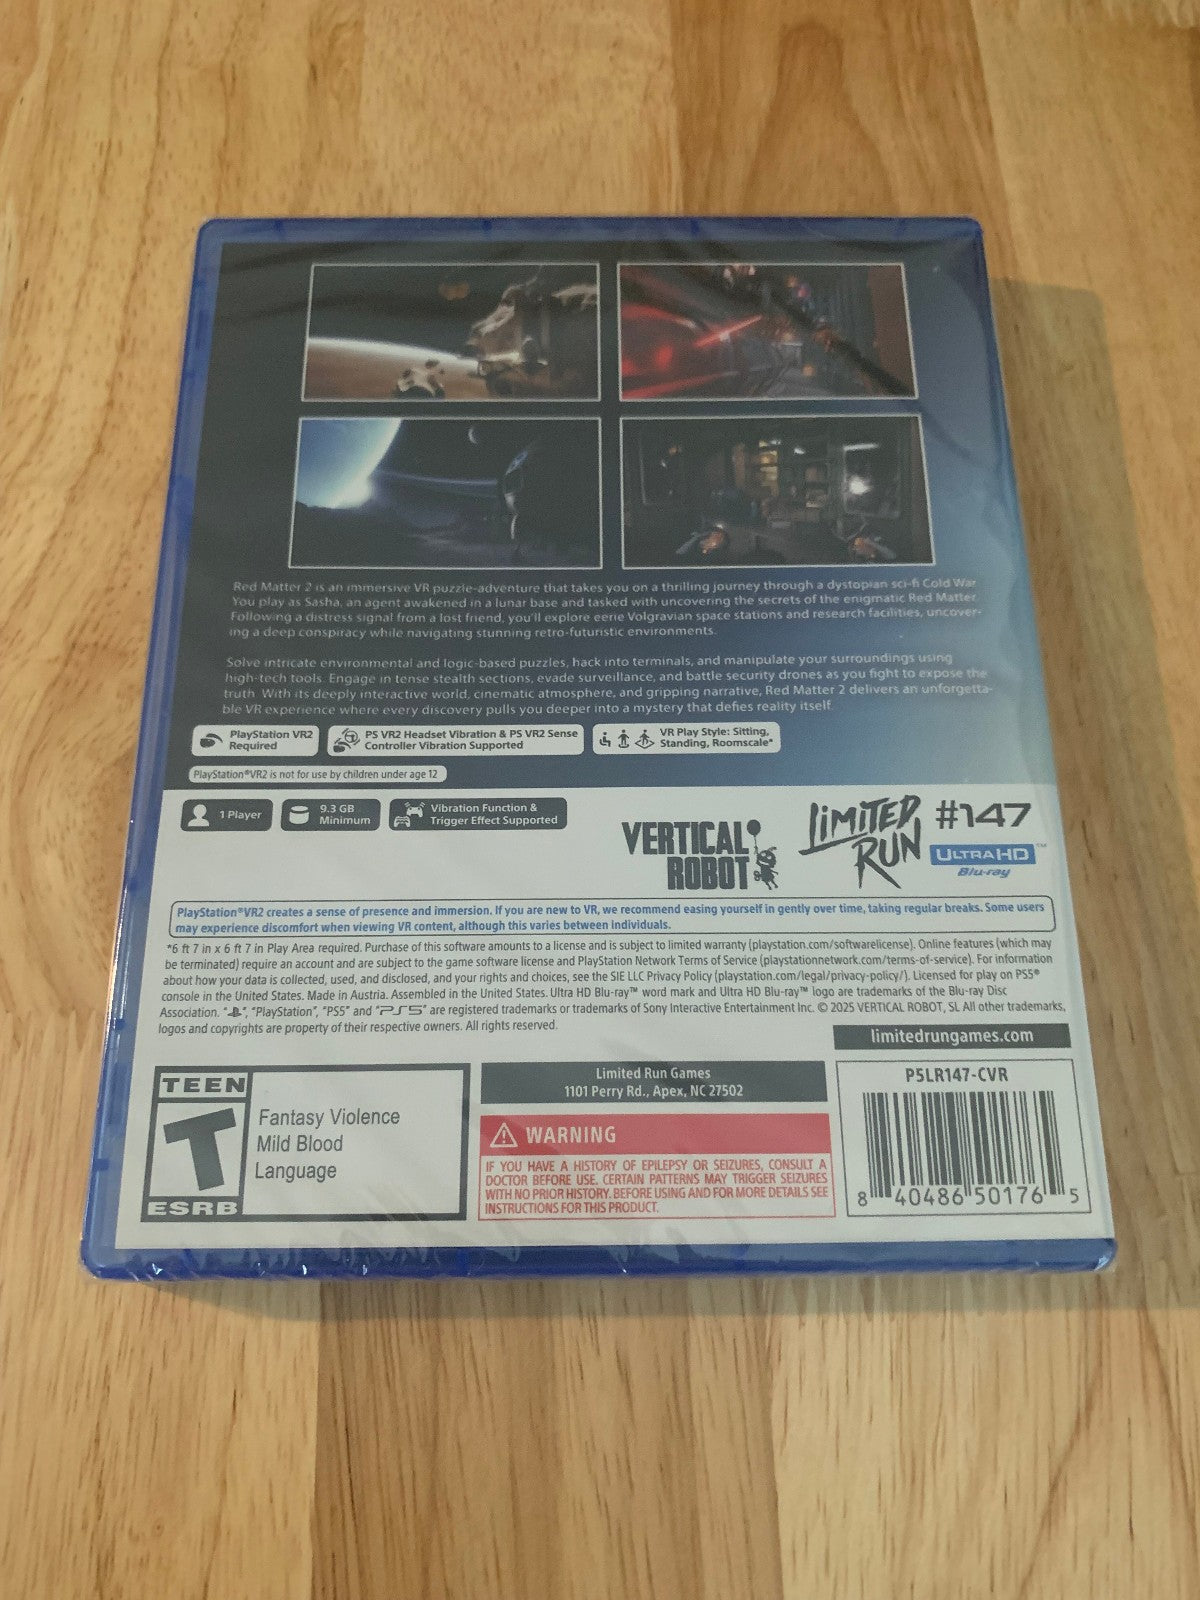 Red Matter 2 is an immersive VR puzzle-adventure that takes you on a thrilling journey through a dystopian sci-fi Cold War.
You play as Sasha, an agent awakened in a lunar base and tasked with uncovering the secrets of the enigmatic Red Matter.
Following a distress signal from a lost friend, you'll explore eerie Volgravian space stations and research facilities, uncover-
ing a deep conspiracy while navigating stunning retro-futuristic environments.
Solve intricate environmental and logic-based puzzles, hack into terminals, and manipulate your surroundings using
high-tech tools. Engage in tense stealth sections, evade surveillance, and battle security drones as you fight to expose the
truth. With its deeply interactive world, cinematic atmosphere, and gripping narrative, Red Matter 2 delivers an unforgetta-
ble VR experience where every discovery pulls you deeper into a mystery that defies reality itself.
PlayStation VR2
Required
PS VR2 Headset Vibration & PS VR2 Sense
Controller Vibration Supported
VR Play Style: Sitting,
Standing, Roomscale*
PlayStation®VR2 is not for use by children under age 12
1 Player
9.3 GB
Minimum
Vibration Function &
Trigger Effect Supported
VERTICAL
ROBOT
LIMITED
RUN
#147
ULTRA HD™
Blu-ray
PlayStation®VR2 creates a sense of presence and immersion. If you are new to VR, we recommend easing yourself in gently over time, taking regular breaks. Some users
may experience discomfort when viewing VR content, although this varies between individuals.
*6 ft 7 in x 6 ft 7 in Play Area required. Purchase of this software amounts to a license and is subject to limited warranty (playstation.com/softwarelicense). Online features (which may
be terminated) require an account and are subject to the game software license and PlayStation Network Terms of Service (playstationnetwork.com/terms-of-service). For information
about how your data is collected, used, and disclosed, and your rights and choices, see the SIE LLC Privacy Policy (playstation.com/legal/privacy-policy/). Licensed for play on PS5®
console in the United States. Made in Austria. Assembled in the United States. Ultra HD Blu-ray™ word mark and Ultra HD Blu-ray™ logo are trademarks of the Blu-ray Disc
Association. "", "PlayStation", "PS5" and "PS5" are registered trademarks or trademarks of Sony Interactive Entertainment Inc. © 2025 VERTICAL ROBOT, SL All other trademarks,
logos and copyrights are property of their respective owners. All rights reserved.
limitedrungames.com
TEEN
T
ESRB
Fantasy Violence
Mild Blood
Language
Limited Run Games
1101 Perry Rd., Apex, NC 27502
WARNING
IF YOU HAVE A HISTORY OF EPILEPSY OR SEIZURES, CONSULT A
DOCTOR BEFORE USE. CERTAIN PATTERNS MAY TRIGGER SEIZURES
WITH NO PRIOR HISTORY. BEFORE USING AND FOR MORE DETAILS SEE
INSTRUCTIONS FOR THIS PRODUCT.
P5LR147-CVR
8 40486 50176 5